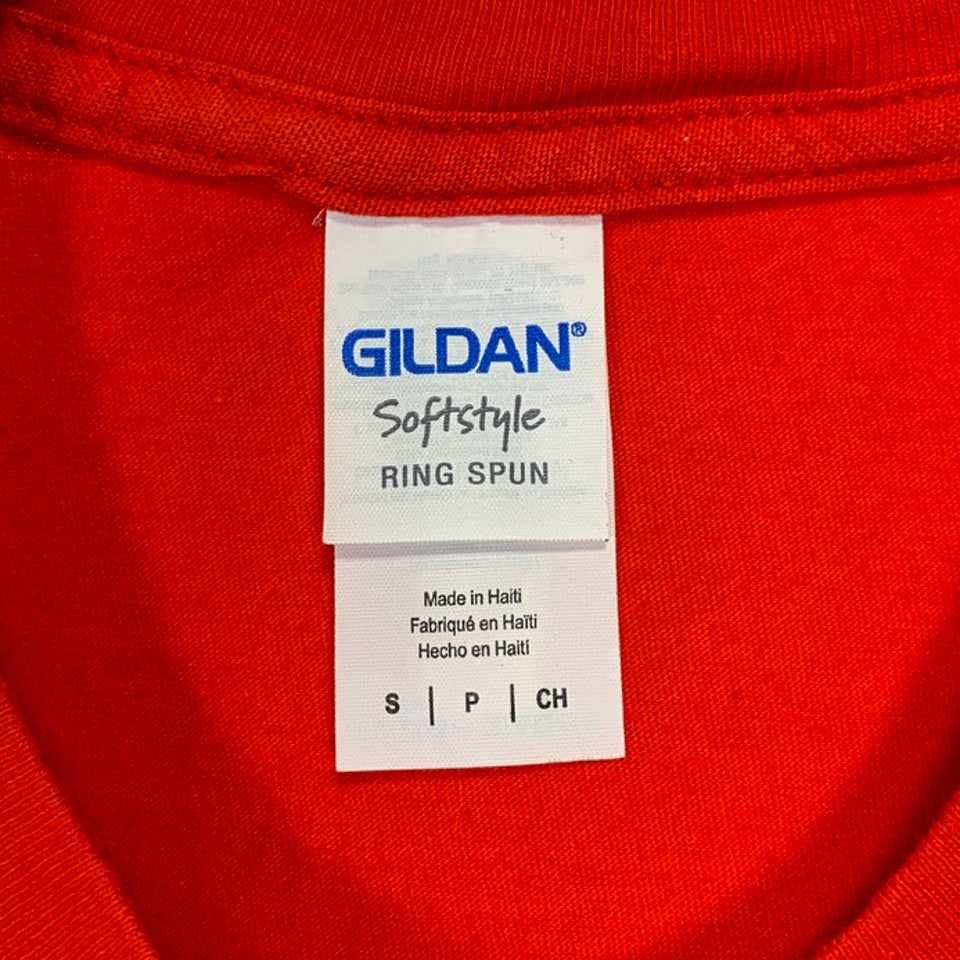 GILDAN®
Softstyle
RING SPUN
Made in Haiti
Fabriqué en Haïti
Hecho en Haití
S | P | CH